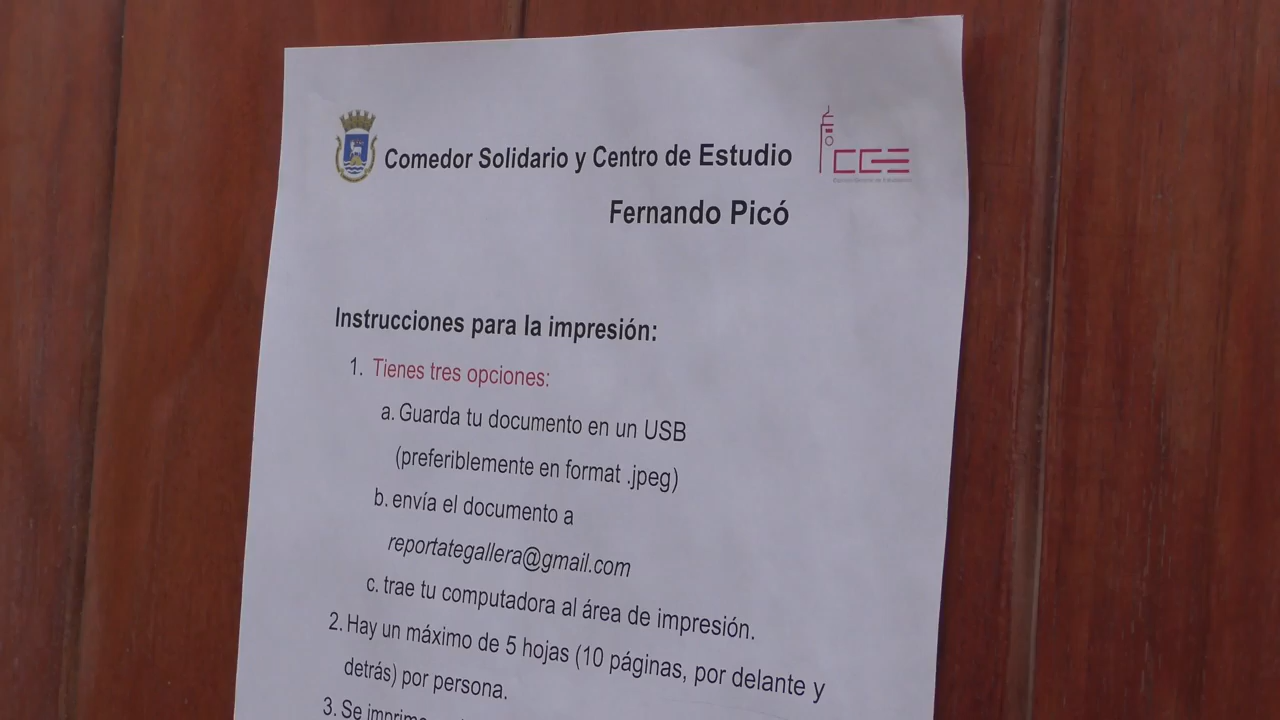 Comedor Solidario y Centro de Estudio
CGE
Fernando Picó
Instrucciones para la impresión:
1. Tienes tres opciones:
a. Guarda tu documento en un USB
(preferiblemente en format .jpeg)
b. envía el documento a
reportategallera@gmail.com
c. trae tu computadora al área de impresión.
2. Hay un máximo de 5 hojas (10 páginas, por delante y
detrás) por persona.
3. Se imprime